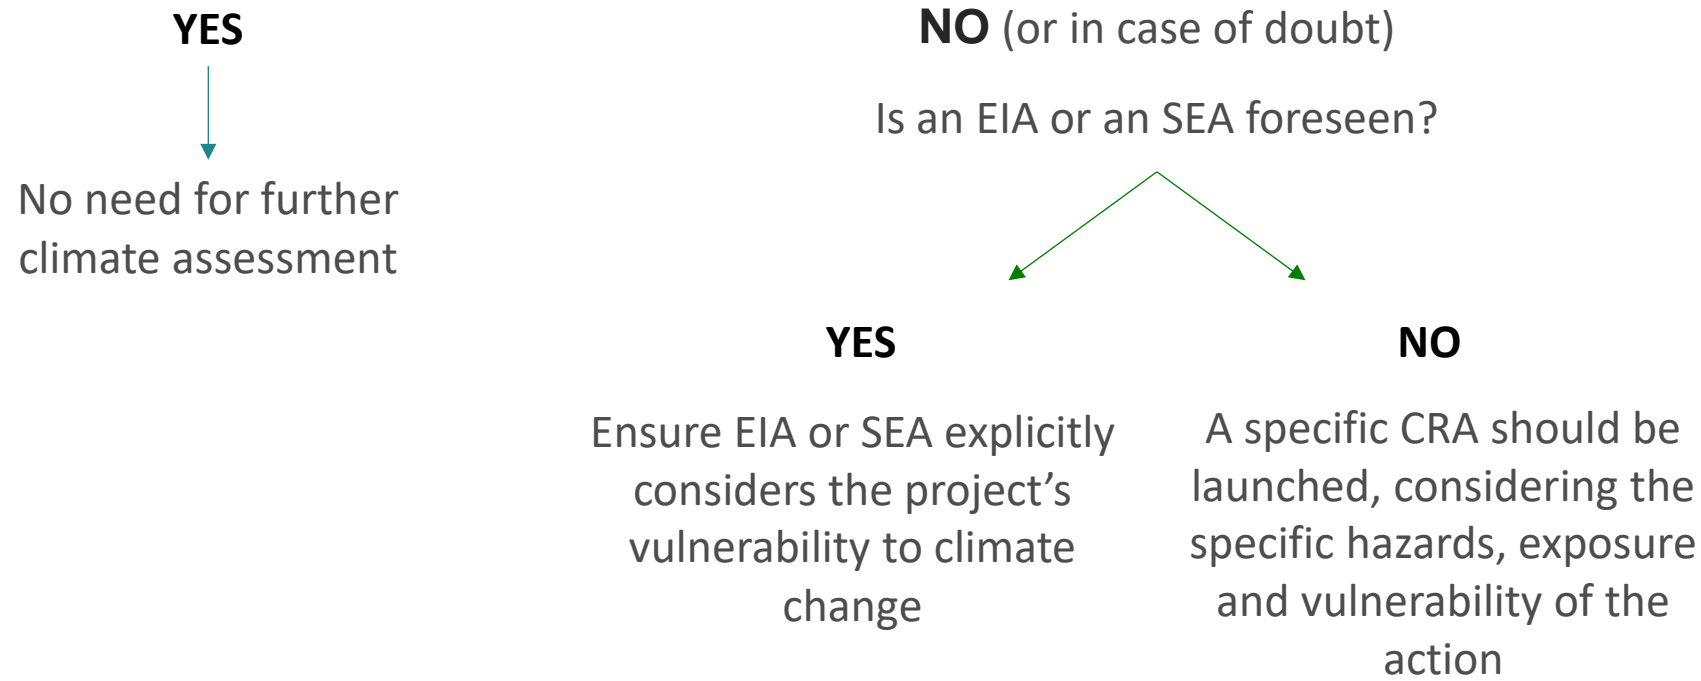 YES
No need for further
climate assessment
NO (or in case of doubt)
Is an EIA or an SEA foreseen?
YES
Ensure EIA or SEA explicitly
considers the project’s
vulnerability to climate
change
NO
A specific CRA should be
launched, considering the
specific hazards, exposure
and vulnerability of the
action